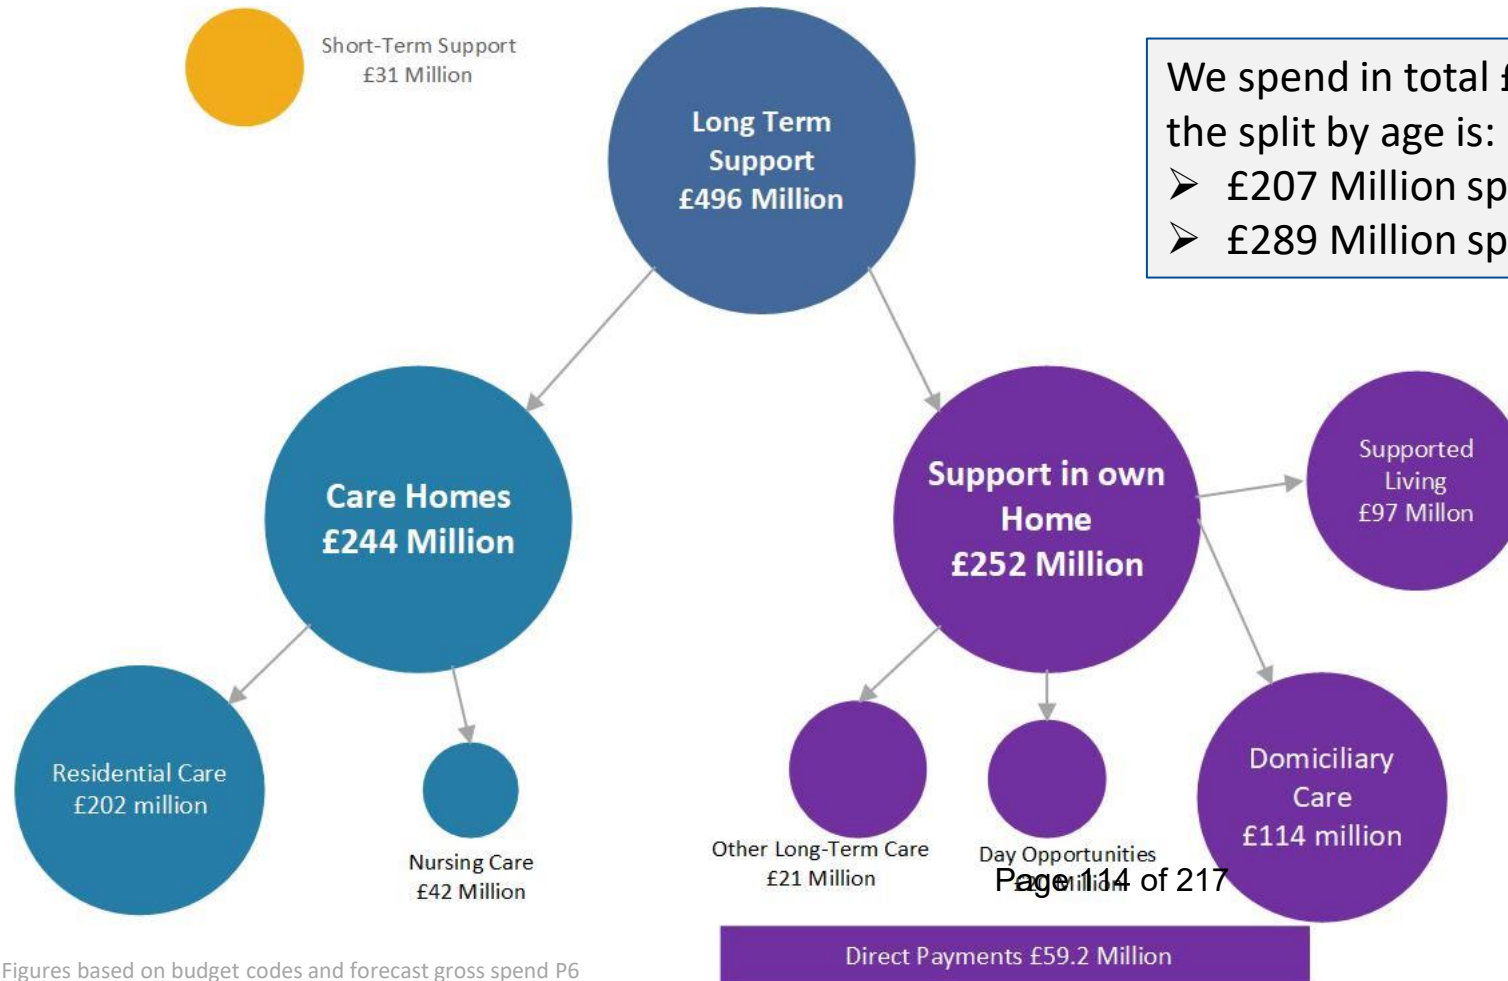 Short-Term Support
£31 Million
Long Term
Support
£496 Million
We spend in total £
the split by age is:
➢ £207 Million sp
➢ £289 Million sp
Care Homes
£244 Million
Support in own
Home
£252 Million
Supported
Living
£97 Millon
Residential Care
£202 million
Nursing Care
£42 Million
Other Long-Term Care
£21 Million
Day Opportunities
Million
Domiciliary
Care
£114 million
Page 114 of 217
Direct Payments £59.2 Million
Figures based on budget codes and forecast gross spend P6